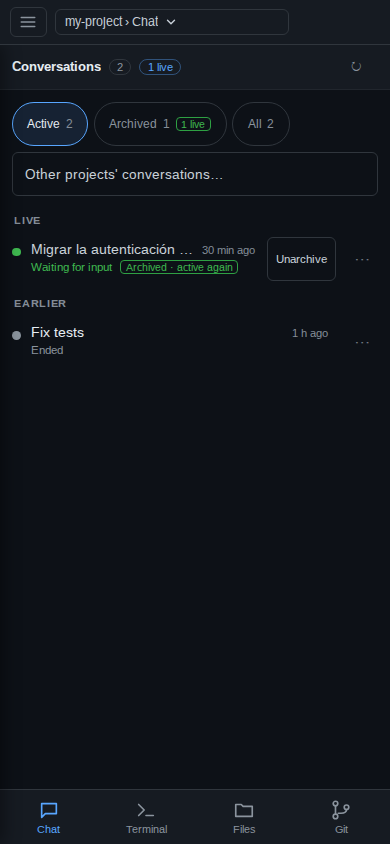 my-project › Chat
Conversations 2 1 live
Active 2 Archived 1 1 live All 2
Other projects' conversations…
LIVE
Migrar la autenticación … 30 min ago
Waiting for input Archived · active again
Unarchive
EARLIER
Fix tests 1 h ago
Ended
Chat Terminal Files Git